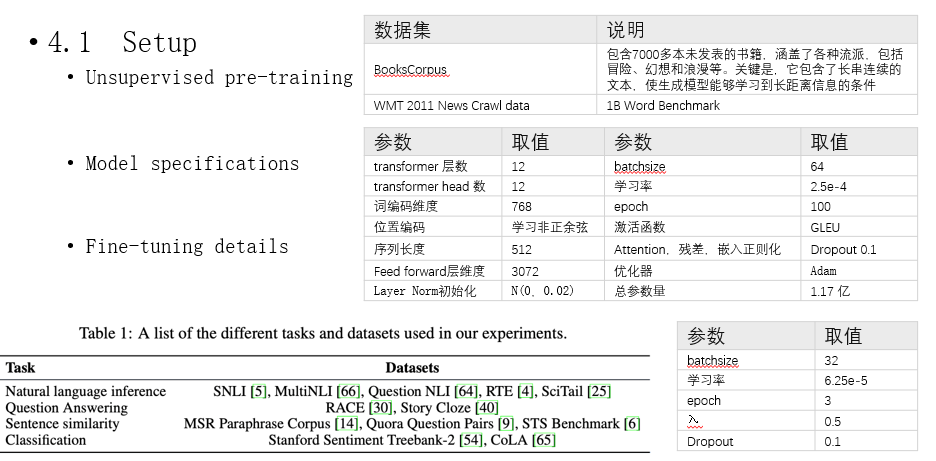 • 4.1 Setup
• Unsupervised pre-training
数据集 说明
BooksCorpus 包含7000多本未发表的书籍，涵盖了各种流派，包括
冒险、幻想和浪漫等。关键是，它包含了长串连续的
文本，使生成模型能够学习到长距离信息的条件
WMT 2011 News Crawl data 1B Word Benchmark
• Model specifications
• Fine-tuning details
参数 取值 参数 取值
transformer 层数 12 batchsize 64
transformer head 数 12 学习率 2.5e-4
词编码维度 768 epoch 100
位置编码 学习非正余弦 激活函数 GLEU
序列长度 512 Attention，残差，嵌入正则化 Dropout 0.1
Feed forward层维度 3072 优化器 Adam
Layer Norm初始化 N(0，0.02) 总参数量 1.17 亿
Table 1: A list of the different tasks and datasets used in our experiments.
Task Datasets
Natural language inference SNLI [5], MultiNLI [66], Question NLI [64], RTE [4], SciTail [25]
Question Answering RACE [30], Story Cloze [40]
Sentence similarity MSR Paraphrase Corpus [14], Quora Question Pairs [9], STS Benchmark [6]
Classification Stanford Sentiment Treebank-2 [54], CoLA [65]
参数 取值
batchsize 32
学习率 6.25e-5
epoch 3
λ 0.5
Dropout 0.1